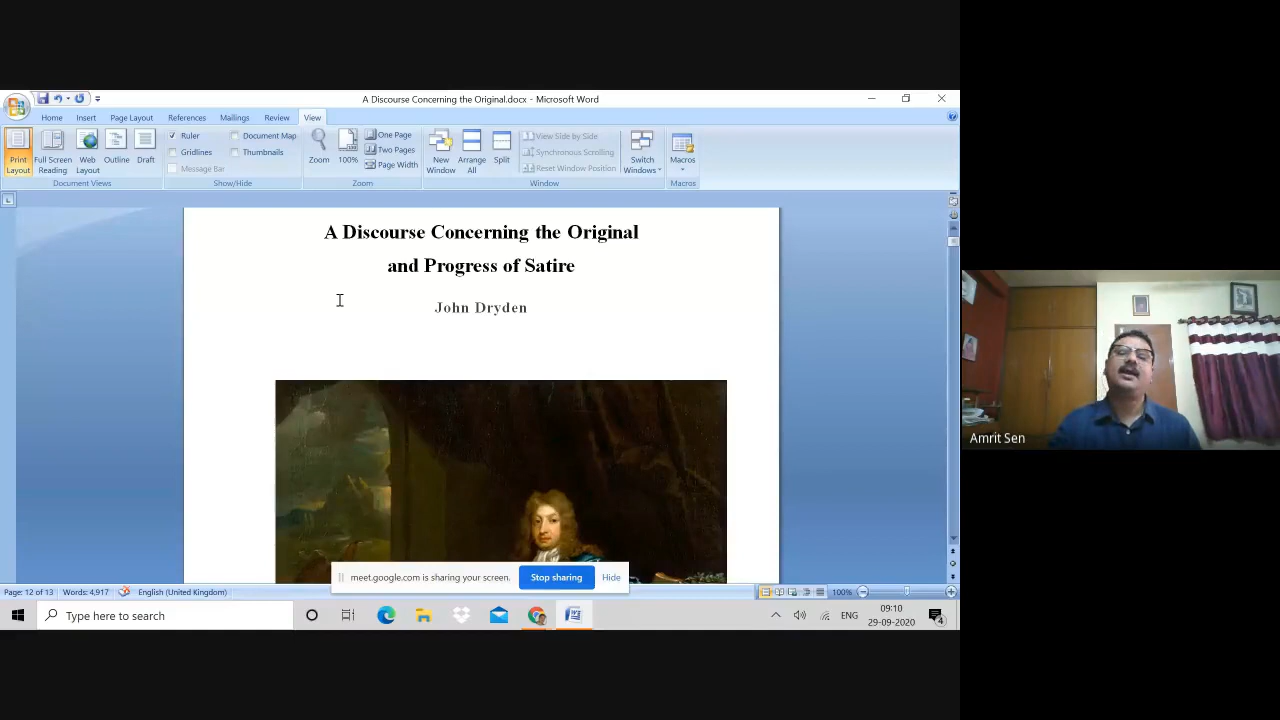 A Discourse Concerning the Original.docx - Microsoft Word
Home Insert Page Layout References Mailings Review View
Print Layout
Full Screen Reading
Web Layout
Outline
Draft
Document Views
Ruler
Gridlines
Message Bar
Document Map
Thumbnails
Show/Hide
Zoom
100%
One Page
Two Pages
Page Width
Zoom
New Window
Arrange All
Split
View Side by Side
Synchronous Scrolling
Reset Window Position
Window
Switch Windows
Macros
Macros
A Discourse Concerning the Original
and Progress of Satire
John Dryden
meet.google.com is sharing your screen. Stop sharing Hide
Page: 12 of 13 Words: 4,917 English (United Kingdom) 100%
Type here to search
ENG
09:10
29-09-2020
4
Amrit Sen